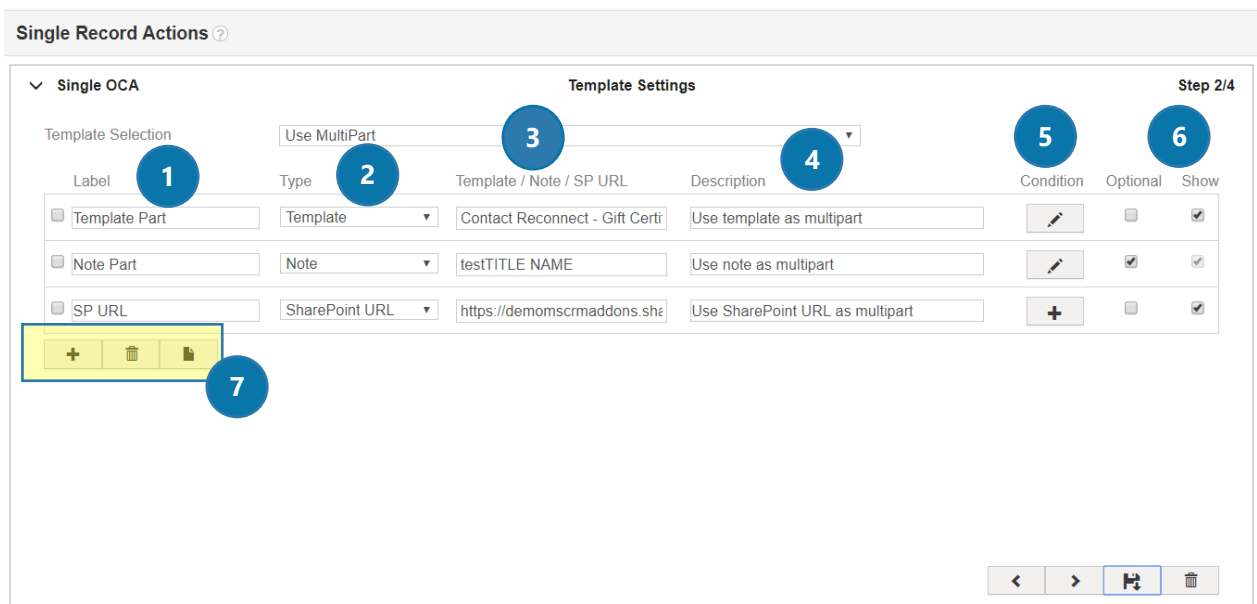 Single Record Actions ?
Single OCA Template Settings Step 2/4
Template Selection Use MultiPart 3 5 6
4
Label 1 Type 2 Template / Note / SP URL Description Condition Optional Show
Template Part Template Contact Reconnect - Gift Certi Use template as multipart
Note Part Note testTITLE NAME Use note as multipart
SP URL SharePoint URL https://demomscrmaddons.sha Use SharePoint URL as multipart
7